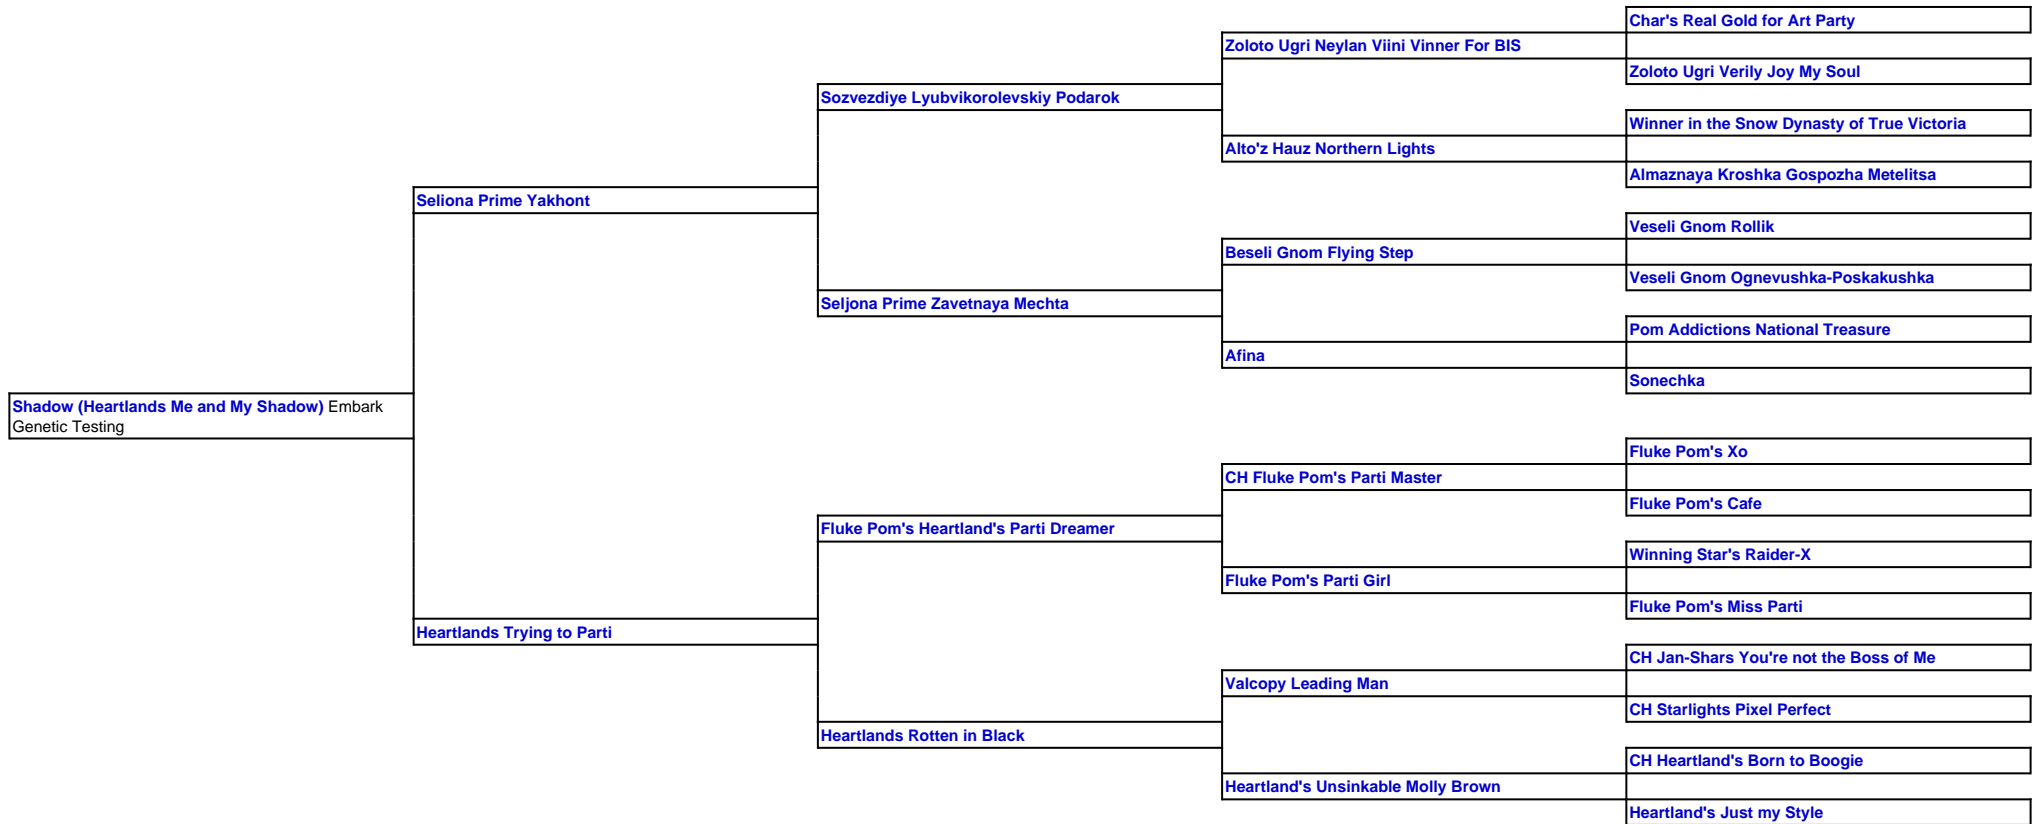 Char's Real Gold for Art Party
Zoloto Ugri Neylan Viini Vinner For BIS
Zoloto Ugri Verily Joy My Soul
Sozvezdiye Lyubvikorolevskiy Podarok
Winner in the Snow Dynasty of True Victoria
Alto'z Hauz Northern Lights
Almaznaya Kroshka Gospozha Metelitsa
Seliona Prime Yakhont
Veseli Gnom Rollik
Beseli Gnom Flying Step
Veseli Gnom Ognevushka-Poskakushka
Seljona Prime Zavetnaya Mechta
Pom Addictions National Treasure
Afina
Sonechka
Shadow (Heartlands Me and My Shadow) Embark
Genetic Testing
Fluke Pom's Xo
CH Fluke Pom's Parti Master
Fluke Pom's Cafe
Fluke Pom's Heartland's Parti Dreamer
Winning Star's Raider-X
Fluke Pom's Parti Girl
Fluke Pom's Miss Parti
Heartlands Trying to Parti
CH Jan-Shars You're not the Boss of Me
Valcopy Leading Man
CH Starlights Pixel Perfect
Heartlands Rotten in Black
CH Heartland's Born to Boogie
Heartland's Unsinkable Molly Brown
Heartland's Just my Style